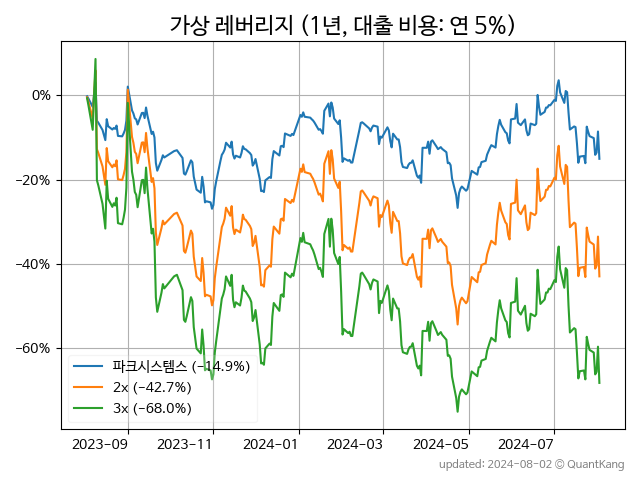 가상 레버리지 (1년, 대출 비용: 연 5%)
0%
−20%
−40%
−60%
파크시스템스 (−14.9%)
2x (−42.7%)
3x (−68.0%)
2023-09 2023-11 2024-01 2024-03 2024-05 2024-07
updated: 2024-08-02 © QuantKang